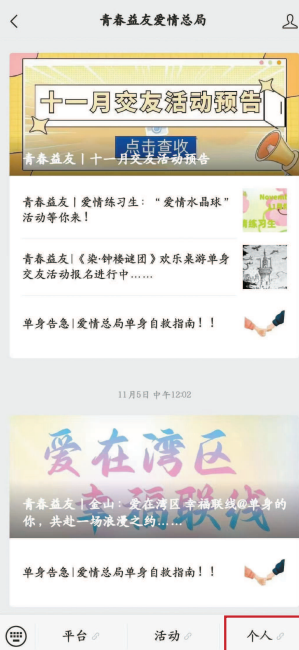 青春益友爱情总局
十一月交友活动预告
点击查收
青春益友丨十一月交友活动预告
青春益友丨爱情练习生：“爱情水晶球”
活动等你来！
青春益友|《染·钟楼谜团》欢乐桌游单身
交友活动报名进行中……
单身告急|爱情总局单身自救指南！！
11月5日 中午12:02
爱在湾区
幸福联线
青春益友丨金山：爱在湾区 幸福联线@单身的
你，共赴一场浪漫之约……
单身告急|爱情总局单身自救指南！！
平台
活动
个人